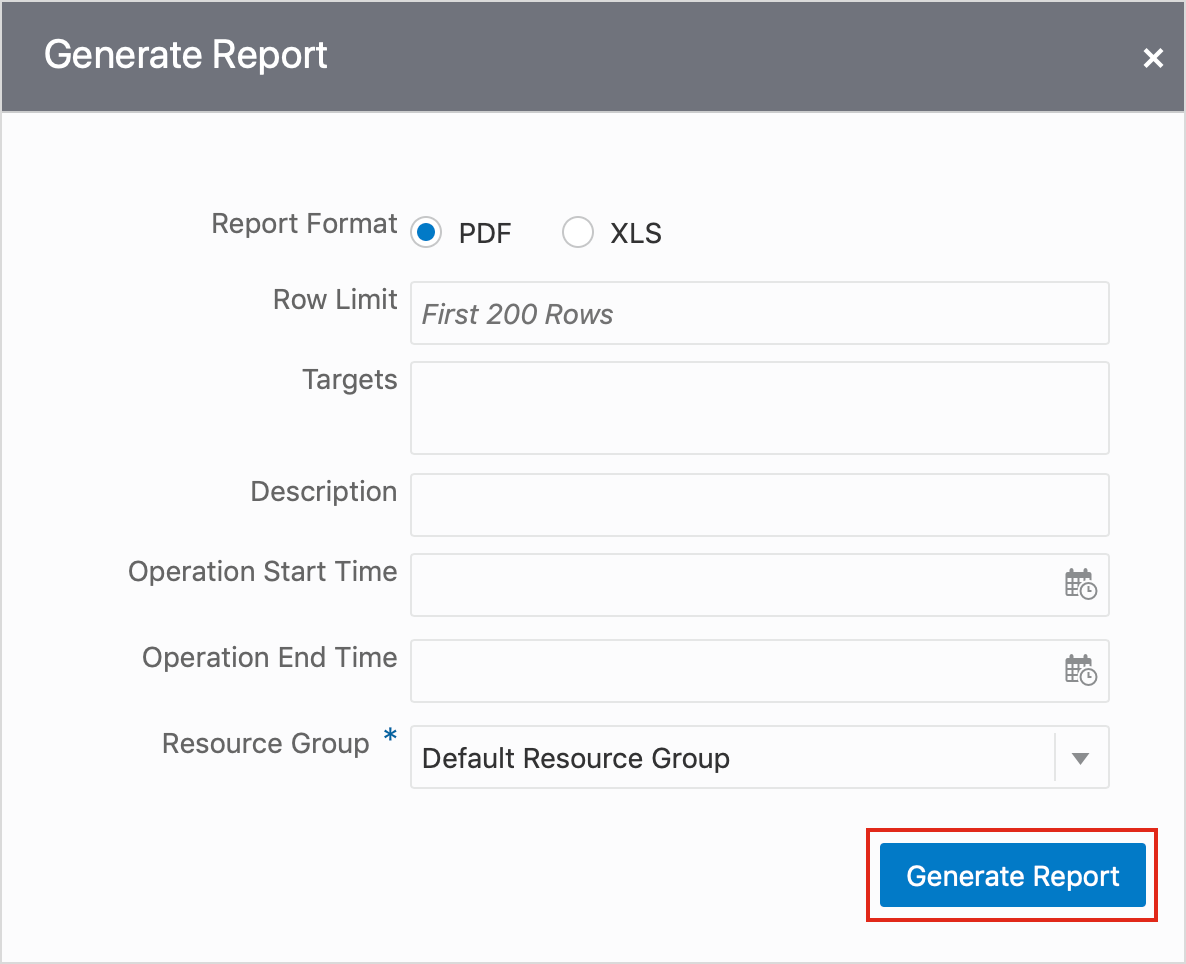 Generate Report
Report Format PDF XLS
Row Limit First 200 Rows
Targets
Description
Operation Start Time
Operation End Time
Resource Group * Default Resource Group
Generate Report